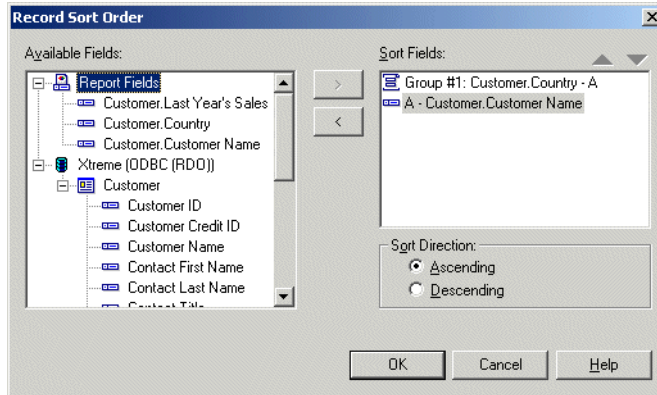 Record Sort Order
Available Fields:
Report Fields
Customer.Last Year's Sales
Customer.Country
Customer.Customer Name
Xtreme (ODBC (RDO))
Customer
Customer ID
Customer Credit ID
Customer Name
Contact First Name
Contact Last Name
Contact Title
>
<
Sort Fields:
Group #1: Customer.Country - A
A - Customer.Customer Name
Sort Direction:
Ascending
Descending
OK
Cancel
Help